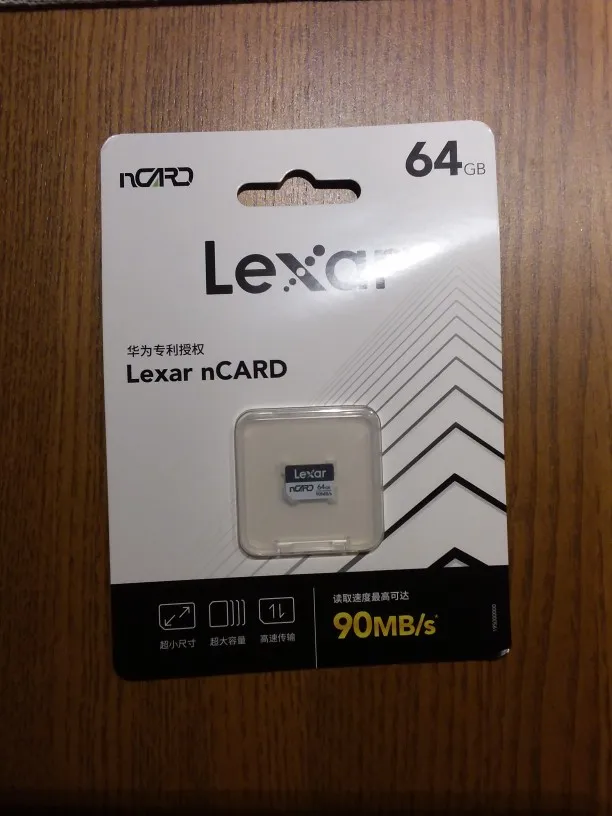 nCARD
64GB
Lexar
华为专利授权
Lexar nCARD
Lexar
nCARD 64GB
90MB/s
读取速度最高可达
90MB/s*
超小尺寸 超大容量 高速传输